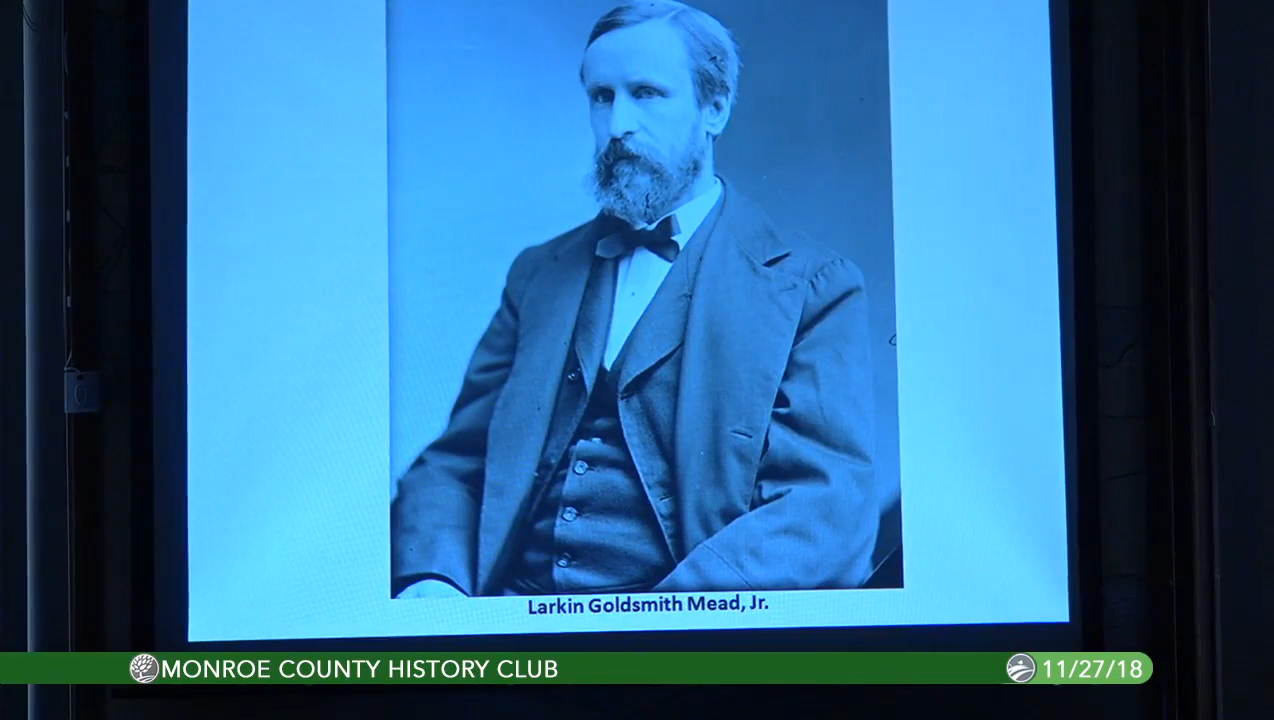 Larkin Goldsmith Mead, Jr.
MONROE COUNTY HISTORY CLUB
11/27/18